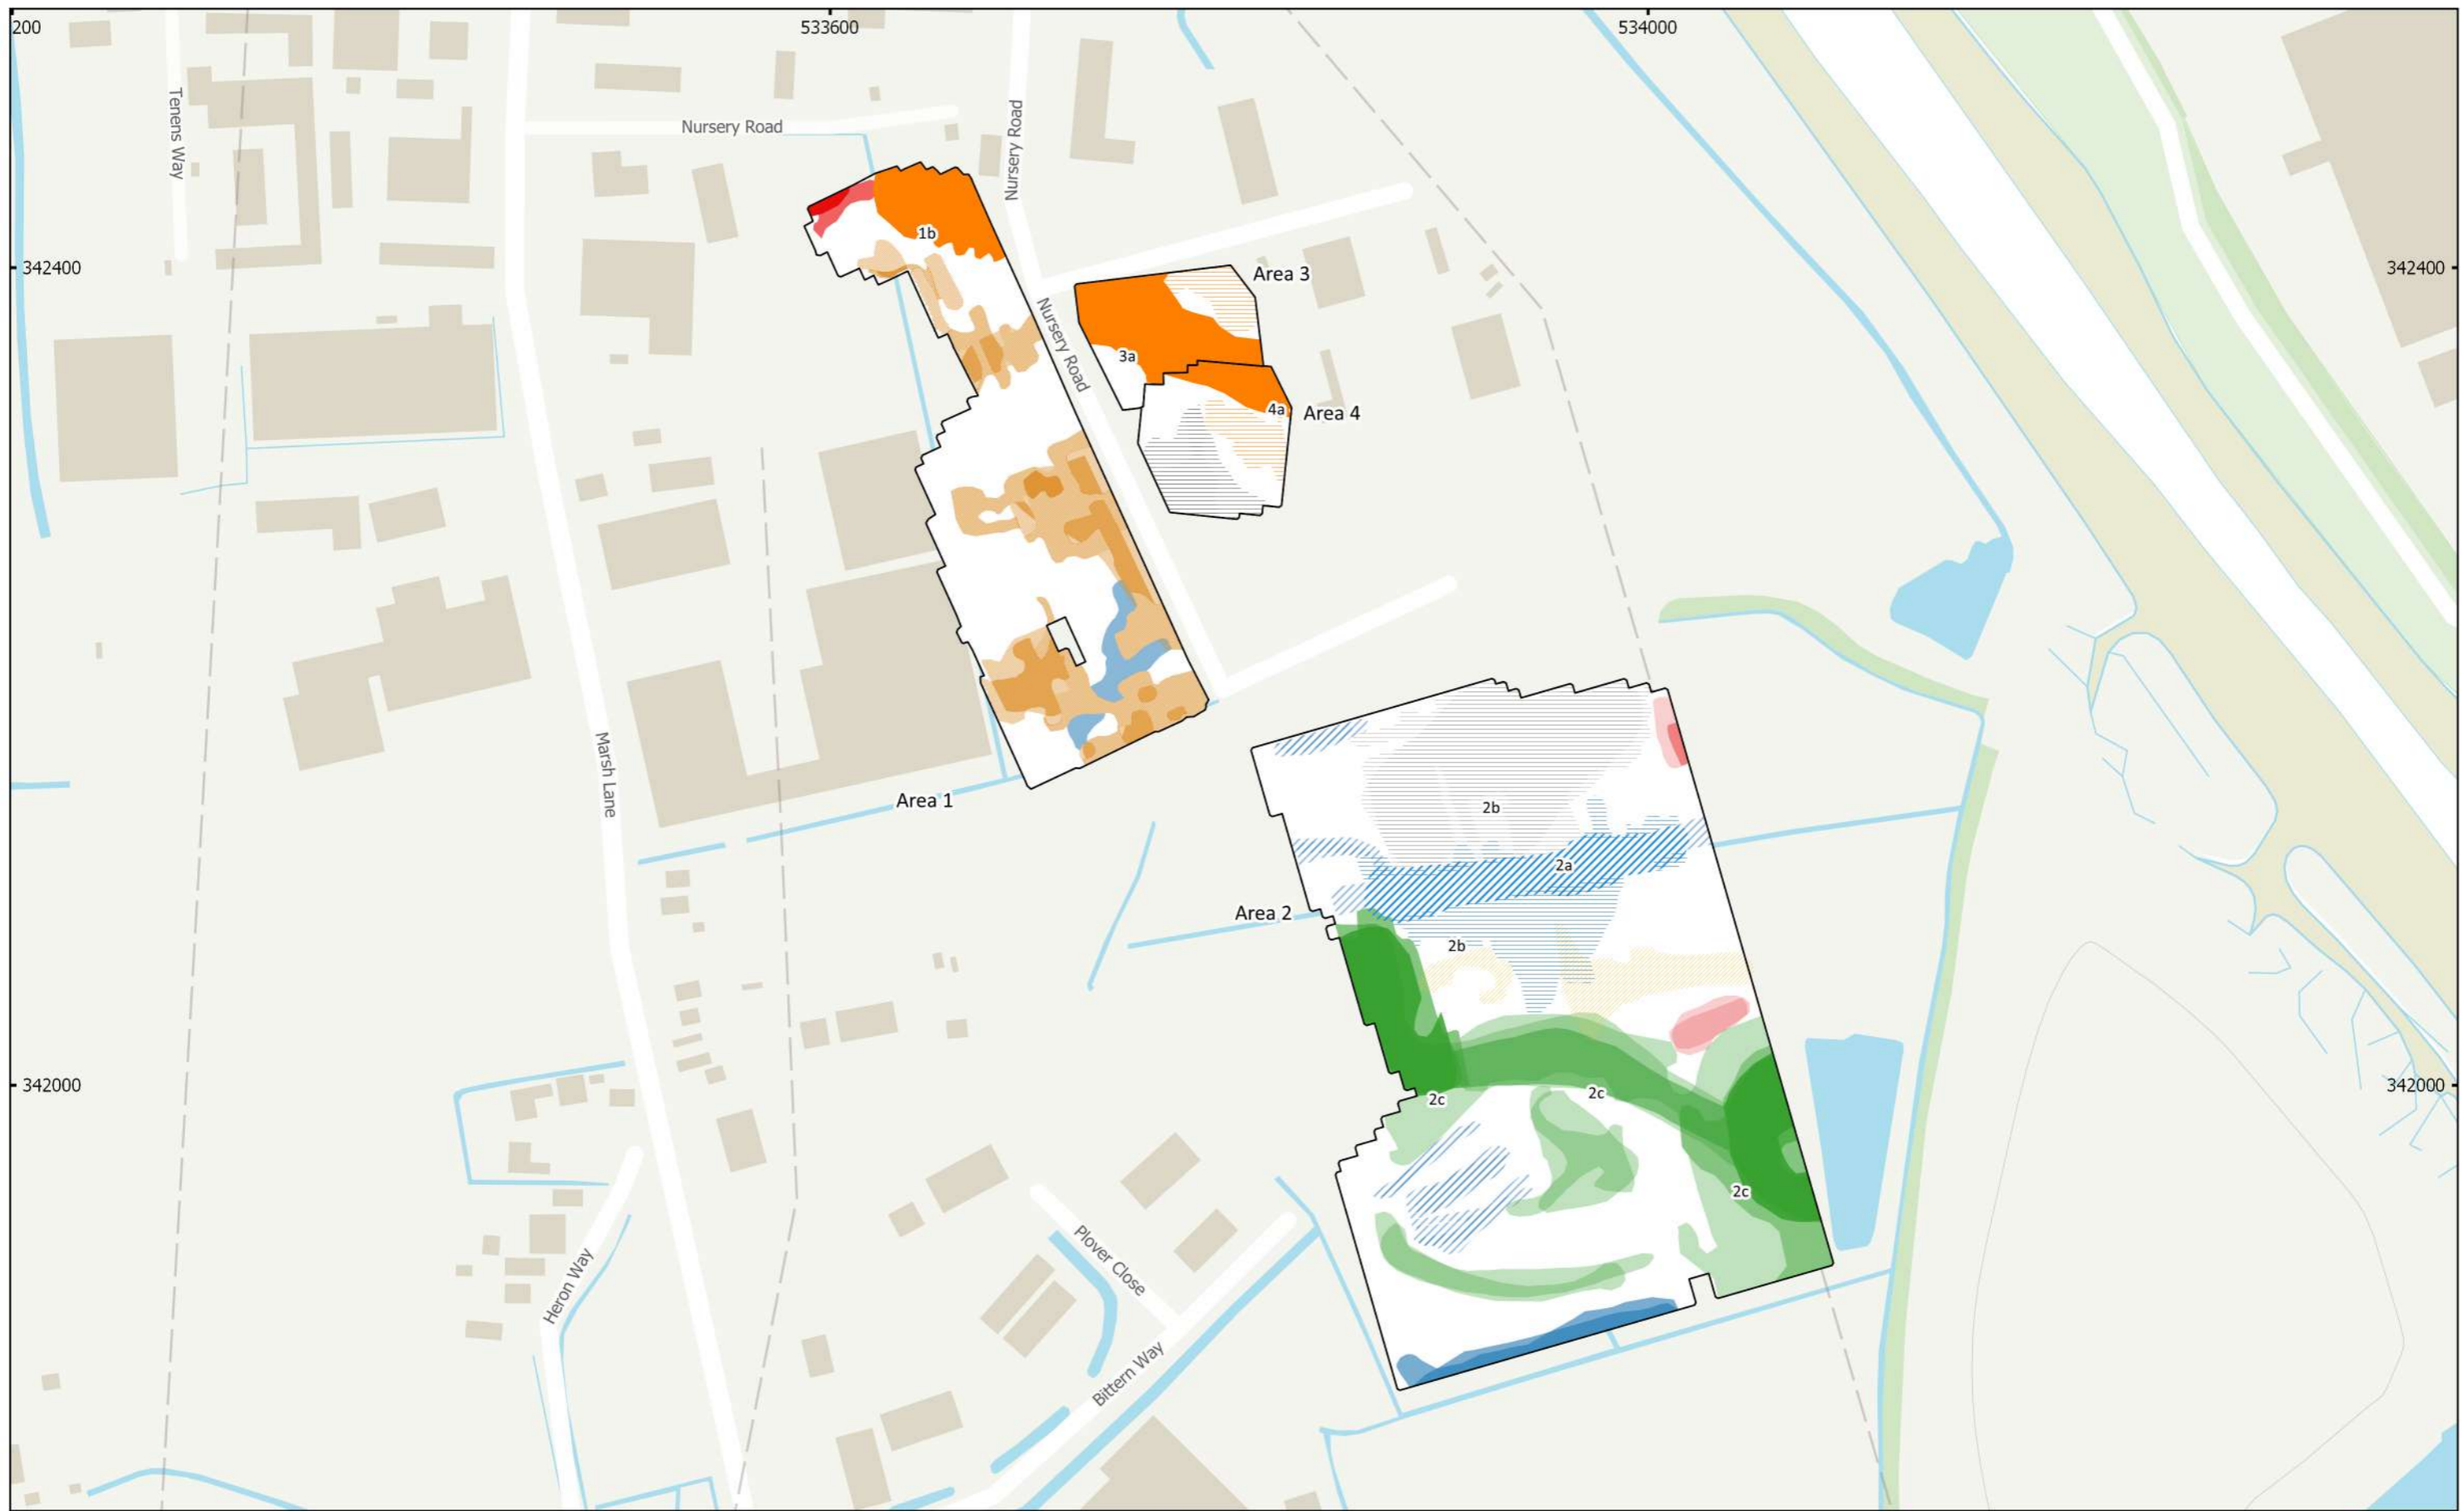 200
533600
534000
Tenens Way
Nursery Road
Nursery Road
1b
342400
342400
Area 3
Nursery Road
3a
4a
Area 4
Marsh Lane
Area 1
2b
2a
Area 2
2b
342000
342000
2c
2c
2c
Plover Close
Heron Way
Bittern Way